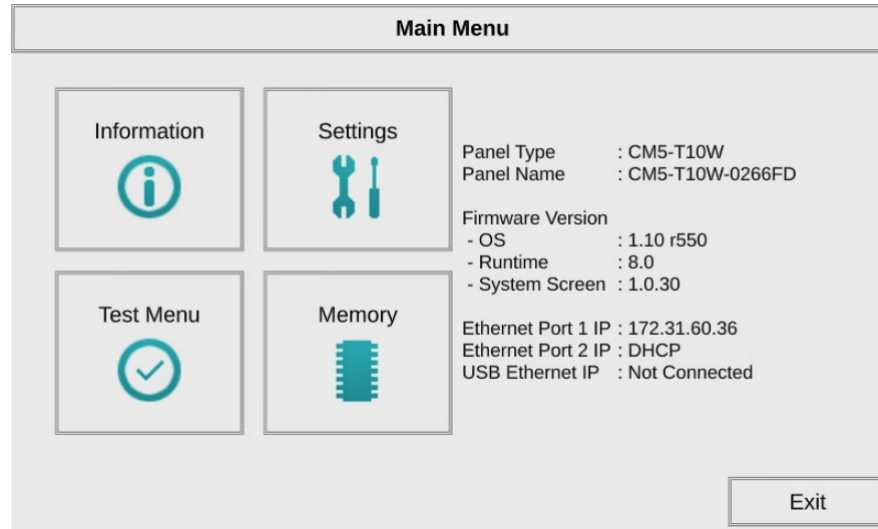 Main Menu
Information
Settings
Test Menu
Memory
Panel Type : CM5-T10W
Panel Name : CM5-T10W-0266FD
Firmware Version
- OS : 1.10 r550
- Runtime : 8.0
- System Screen : 1.0.30
Ethernet Port 1 IP : 172.31.60.36
Ethernet Port 2 IP : DHCP
USB Ethernet IP : Not Connected
Exit